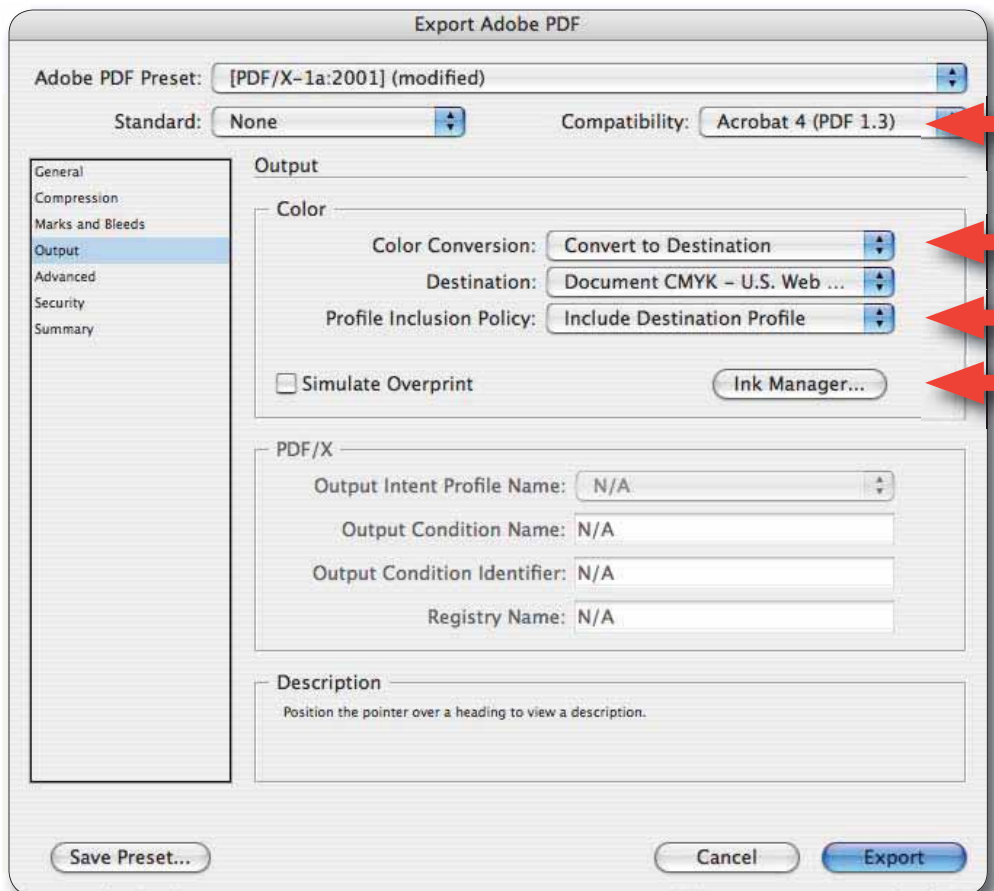 Export Adobe PDF
Adobe PDF Preset: [PDF/X-1a:2001] (modified)
Standard: None Compatibility: Acrobat 4 (PDF 1.3)
General
Compression
Marks and Bleeds
Output
Advanced
Security
Summary
Output
Color
Color Conversion: Convert to Destination
Destination: Document CMYK – U.S. Web ...
Profile Inclusion Policy: Include Destination Profile
Simulate Overprint Ink Manager...
PDF/X
Output Intent Profile Name: N/A
Output Condition Name: N/A
Output Condition Identifier: N/A
Registry Name: N/A
Description
Position the pointer over a heading to view a description.
Save Preset... Cancel Export